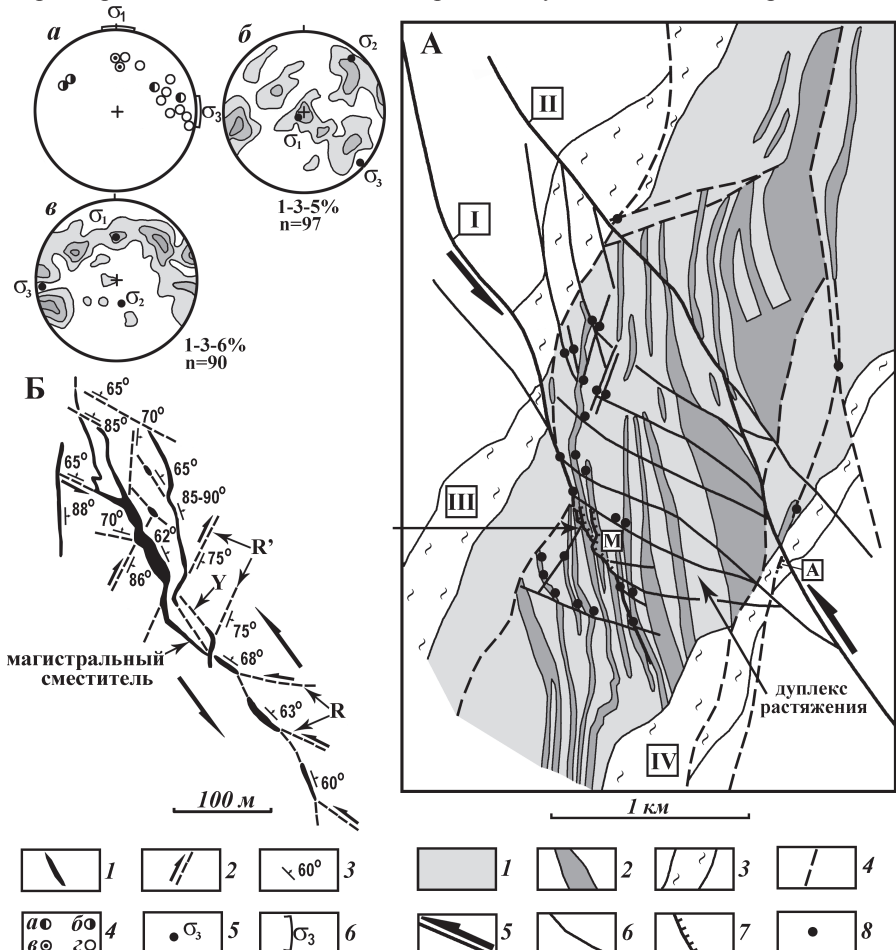 а
σ1
σ3
б
σ2
σ1
σ3
1-3-5%
n=97
в
σ1
σ3
σ2
1-3-6%
n=90
Б
65°
70°
85°
65°
65°
88°
85-90°
70°
62°
R'
75°
86°
Y
75°
магистральный
сместитель
68°
R
63°
60°
100 м
А
II
I
III
М
А
дуплекс
растяжения
IV
1 км
1
2
60° 3
а б
в г 4
σ3 5
σ3 6
1
2
3
4
5
6
7
8